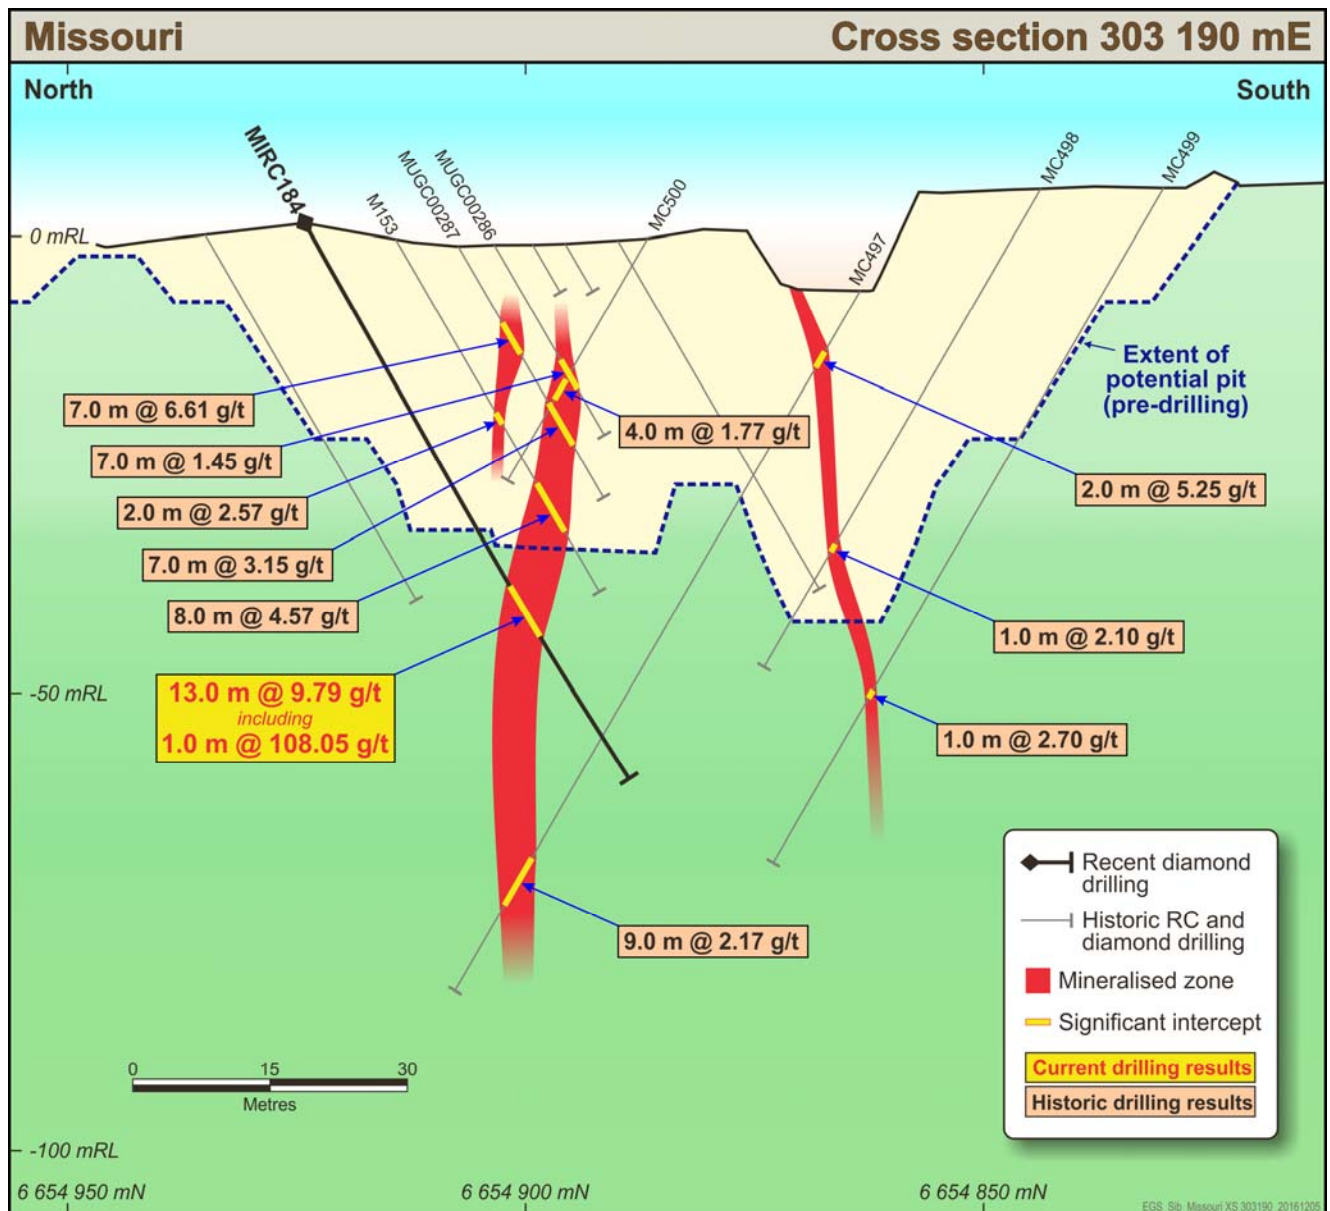 Missouri
Cross section 303 190 mE
North
South
MIRC184
M153
MUGC00287
MUGC00286
MC500
MC497
MC498
MC499
0 mRL
Extent of
potential pit
(pre-drilling)
7.0 m @ 6.61 g/t
4.0 m @ 1.77 g/t
7.0 m @ 1.45 g/t
2.0 m @ 5.25 g/t
2.0 m @ 2.57 g/t
7.0 m @ 3.15 g/t
8.0 m @ 4.57 g/t
1.0 m @ 2.10 g/t
13.0 m @ 9.79 g/t
including
1.0 m @ 108.05 g/t
-50 mRL
1.0 m @ 2.70 g/t
9.0 m @ 2.17 g/t
Recent diamond
drilling
Historic RC and
diamond drilling
Mineralised zone
Significant intercept
Current drilling results
Historic drilling results
0 15 30
Metres
-100 mRL
6 654 950 mN
6 654 900 mN
6 654 850 mN
EGS_Sib_Missouri XS 303190_20161205